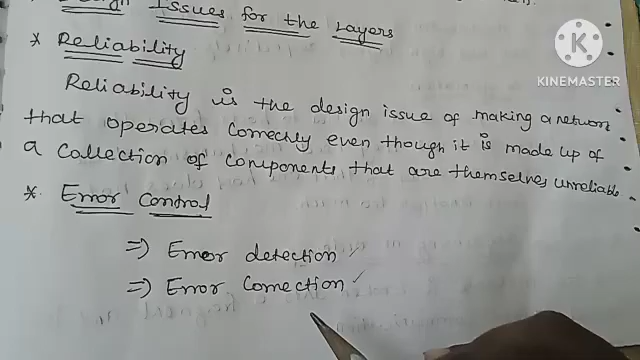 Design Issues for the Layers
* Reliability
Reliability is the design issue of making a network
that operates correctly even though it is made up of
a collection of components that are themselves unreliable
* Error Control
⇒ Error detection ✓
⇒ Error Correction ✓
KINEMASTER